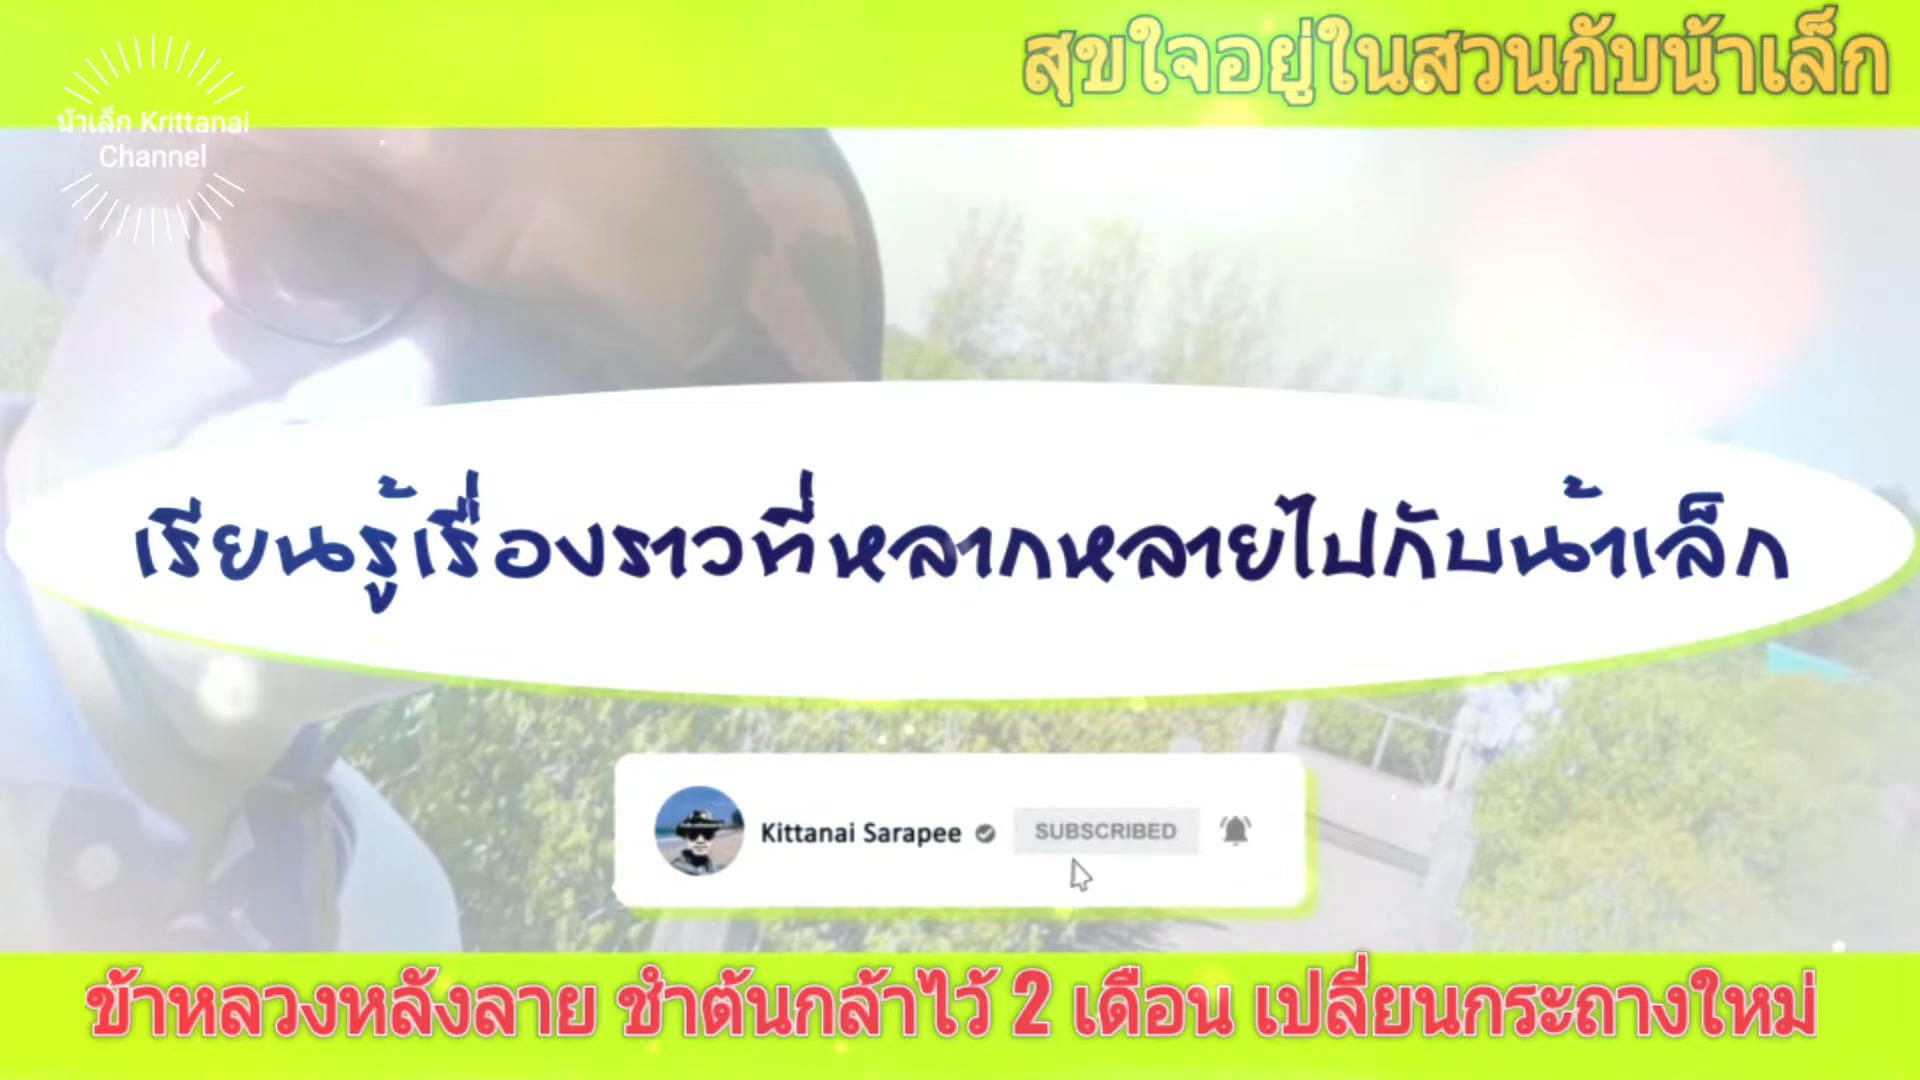 สุขใจอยู่ในสวนกับน้าเล็ก
น้าเล็ก Krittanai
Channel
เรียนรู้เรื่องราวที่หลากหลายไปกับน้าเล็ก
Kittanai Sarapee
SUBSCRIBED
ข้าหลวงหลังลาย ชำต้นกล้าไว้ 2 เดือน เปลี่ยนกระถางใหม่